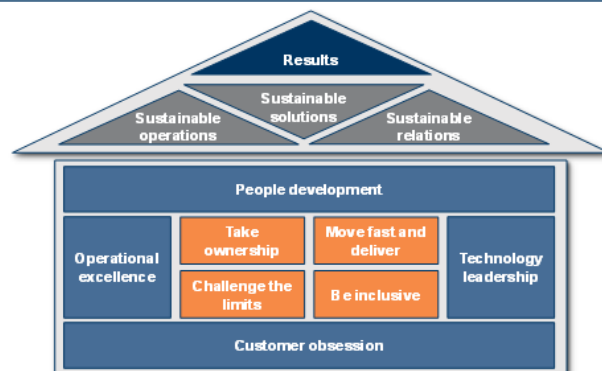 Results
Sustainable
solutions
Sustainable
operations
Sustainable
relations
People development
Operational
excellence
Take
ownership
Move fast and
deliver
Challenge the
limits
Be inclusive
Technology
leadership
Customer obsession